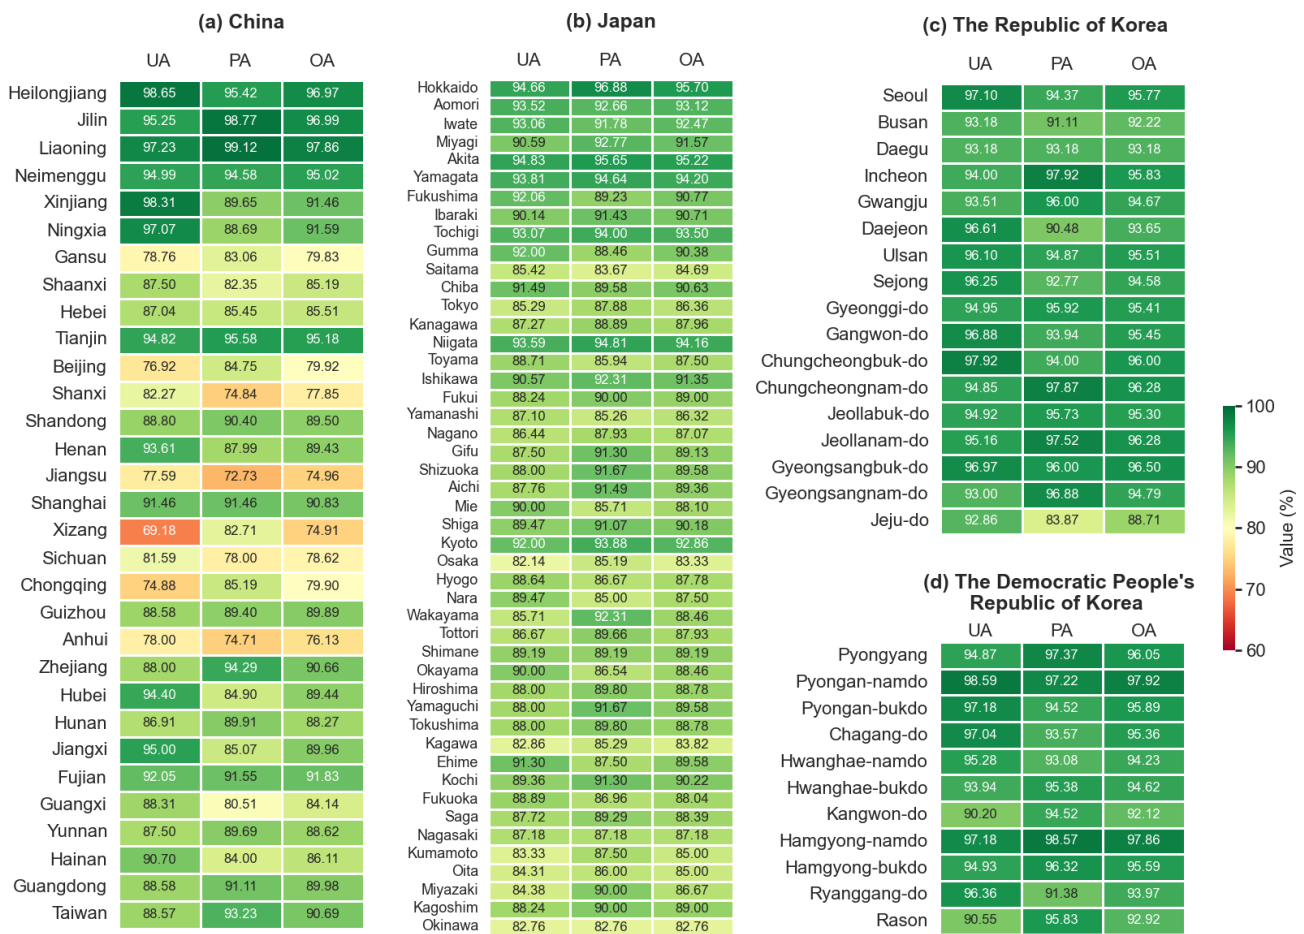 (a) China
UA PA OA
Heilongjiang 98.65 95.42 96.97
Jilin 95.25 98.77 96.99
Liaoning 97.23 99.12 97.86
Neimenggu 94.99 94.58 95.02
Xinjiang 98.31 89.65 91.46
Ningxia 97.07 88.69 91.59
Gansu 78.76 83.06 79.83
Shaanxi 87.50 82.35 85.19
Hebei 87.04 85.45 85.51
Tianjin 94.82 95.58 95.18
Beijing 76.92 84.75 79.92
Shanxi 82.27 74.84 77.85
Shandong 88.80 90.40 89.50
Henan 93.61 87.99 89.43
Jiangsu 77.59 72.73 74.96
Shanghai 91.46 91.46 90.83
Xizang 69.18 82.71 74.91
Sichuan 81.59 78.00 78.62
Chongqing 74.88 85.19 79.90
Guizhou 88.58 89.40 89.89
Anhui 78.00 74.71 76.13
Zhejiang 88.00 94.29 90.66
Hubei 94.40 84.90 89.44
Hunan 86.91 89.91 88.27
Jiangxi 95.00 85.07 89.96
Fujian 92.05 91.55 91.83
Guangxi 88.31 80.51 84.14
Yunnan 87.50 89.69 88.62
Hainan 90.70 84.00 86.11
Guangdong 88.58 91.11 89.98
Taiwan 88.57 93.23 90.69
(b) Japan
UA PA OA
Hokkaido 94.66 96.88 95.70
Aomori 93.52 92.66 93.12
Iwate 93.06 91.78 92.47
Miyagi 90.59 92.77 91.57
Akita 94.83 95.65 95.22
Yamagata 93.81 94.64 94.20
Fukushima 92.06 89.23 90.77
Ibaraki 90.14 91.43 90.71
Tochigi 93.07 94.00 93.50
Gumma 92.00 88.46 90.38
Saitama 85.42 83.67 84.69
Chiba 91.49 89.58 90.63
Tokyo 85.29 87.88 86.36
Kanagawa 87.27 88.89 87.96
Niigata 93.59 94.81 94.16
Toyama 88.71 85.94 87.50
Ishikawa 90.57 92.31 91.35
Fukui 88.24 90.00 89.00
Yamanashi 87.10 85.26 86.32
Nagano 86.44 87.93 87.07
Gifu 87.50 91.30 89.13
Shizuoka 88.00 91.67 89.58
Aichi 87.76 91.49 89.36
Mie 90.00 85.71 88.10
Shiga 89.47 91.07 90.18
Kyoto 92.00 93.88 92.86
Osaka 82.14 85.19 83.33
Hyogo 88.64 86.67 87.78
Nara 89.47 85.00 87.50
Wakayama 85.71 92.31 88.46
Tottori 86.67 89.66 87.93
Shimane 89.19 89.19 89.19
Okayama 90.00 86.54 88.46
Hiroshima 88.00 89.80 88.78
Yamaguchi 88.00 91.67 89.58
Tokushima 88.00 89.80 88.78
Kagawa 82.86 85.29 83.82
Ehime 91.30 87.50 89.58
Kochi 89.36 91.30 90.22
Fukuoka 88.89 86.96 88.04
Saga 87.72 89.29 88.39
Nagasaki 87.18 87.18 87.18
Kumamoto 83.33 87.50 85.00
Oita 84.31 86.00 85.00
Miyazaki 84.38 90.00 86.67
Kagoshim 88.24 90.00 89.00
Okinawa 82.76 82.76 82.76
(c) The Republic of Korea
UA PA OA
Seoul 97.10 94.37 95.77
Busan 93.18 91.11 92.22
Daegu 93.18 93.18 93.18
Incheon 94.00 97.92 95.83
Gwangju 93.51 96.00 94.67
Daejeon 96.61 90.48 93.65
Ulsan 96.10 94.87 95.51
Sejong 96.25 92.77 94.58
Gyeonggi-do 94.95 95.92 95.41
Gangwon-do 96.88 93.94 95.45
Chungcheongbuk-do 97.92 94.00 96.00
Chungcheongnam-do 94.85 97.87 96.28
Jeollabuk-do 94.92 95.73 95.30
Jeollanam-do 95.16 97.52 96.28
Gyeongsangbuk-do 96.97 96.00 96.50
Gyeongsangnam-do 93.00 96.88 94.79
Jeju-do 92.86 83.87 88.71
(d) The Democratic People's
Republic of Korea
UA PA OA
Pyongyang 94.87 97.37 96.05
Pyongan-namdo 98.59 97.22 97.92
Pyongan-bukdo 97.18 94.52 95.89
Chagang-do 97.04 93.57 95.36
Hwanghae-namdo 95.28 93.08 94.23
Hwanghae-bukdo 93.94 95.38 94.62
Kangwon-do 90.20 94.52 92.12
Hamgyong-namdo 97.18 98.57 97.86
Hamgyong-bukdo 94.93 96.32 95.59
Ryanggang-do 96.36 91.38 93.97
Rason 90.55 95.83 92.92
100
90
80
70
60
Value (%)